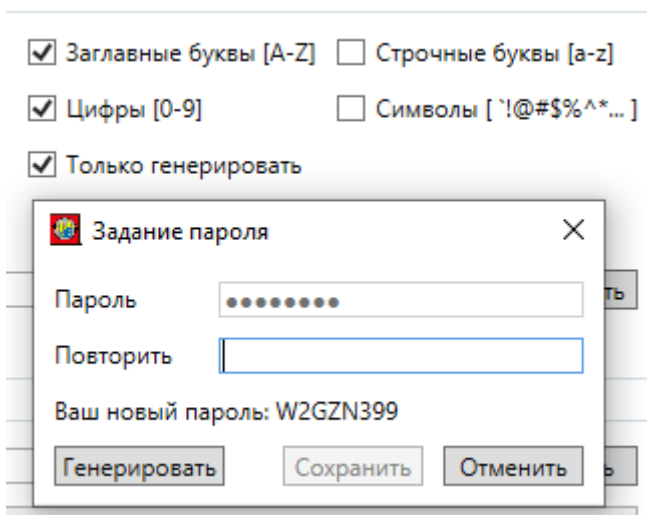 Заглавные буквы [A-Z] Строчные буквы [a-z]
Цифры [0-9] Символы [ `!@#$%^*... ]
Только генерировать
Задание пароля
Пароль
ть
Повторить
Ваш новый пароль: W2GZN399
Генерировать Сохранить Отменить ь